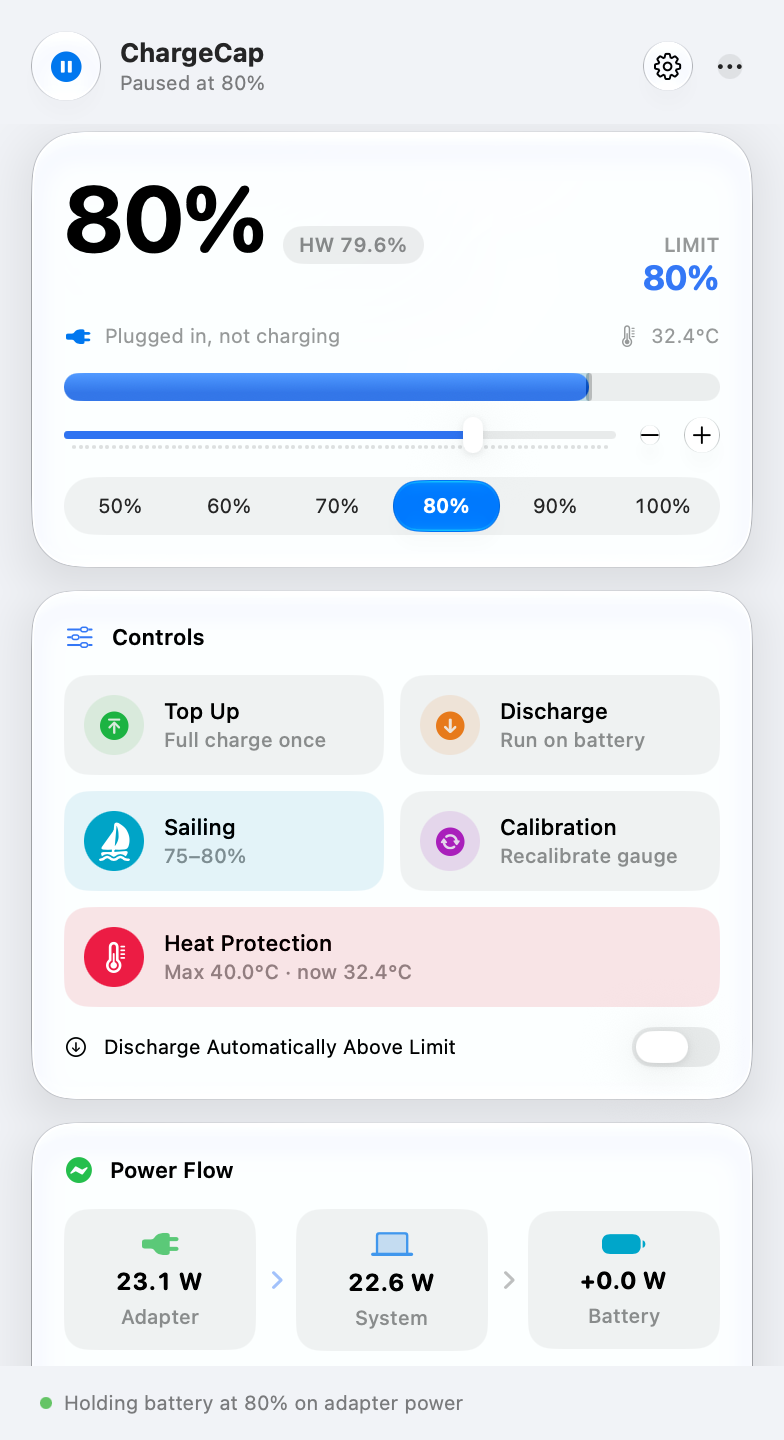 ChargeCap
Paused at 80%
80%
HW 79.6%
LIMIT
80%
Plugged in, not charging
32.4°C
50%
60%
70%
80%
90%
100%
Controls
Top Up
Full charge once
Discharge
Run on battery
Sailing
75–80%
Calibration
Recalibrate gauge
Heat Protection
Max 40.0°C · now 32.4°C
Discharge Automatically Above Limit
Power Flow
23.1 W
Adapter
22.6 W
System
+0.0 W
Battery
Holding battery at 80% on adapter power